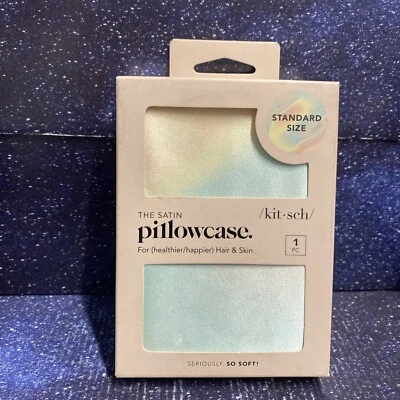 STANDARD
SIZE
THE SATIN
/kit·sch/
pillowcase.
For (healthier/happier) Hair & Skin
1
PC
SERIOUSLY. SO SOFT!